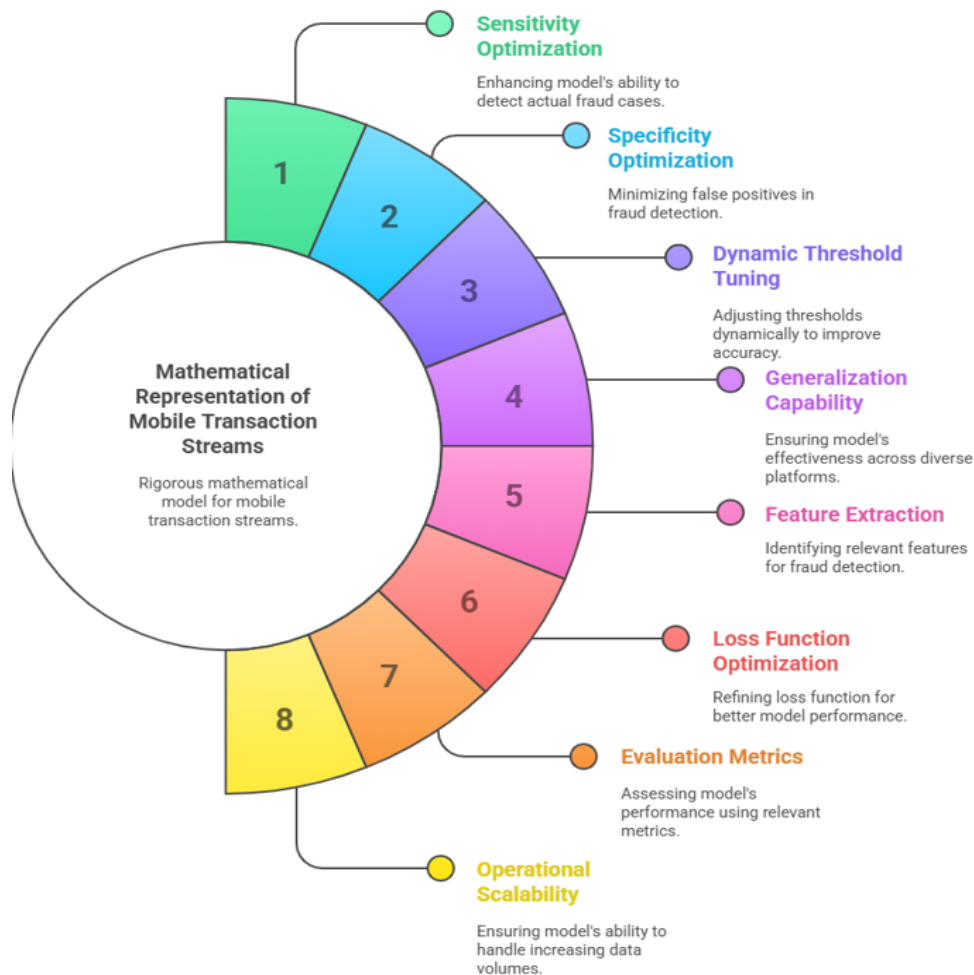 Sensitivity
Optimization
Enhancing model's ability to
detect actual fraud cases.
1
Specificity
Optimization
Minimizing false positives in
fraud detection.
2
Dynamic Threshold
Tuning
Adjusting thresholds
dynamically to improve
accuracy.
3
Generalization
Capability
Ensuring model's
effectiveness across diverse
platforms.
4
Mathematical
Representation of
Mobile Transaction
Streams
Rigorous mathematical
model for mobile
transaction streams.
5
Feature Extraction
Identifying relevant features
for fraud detection.
6
Loss Function
Optimization
Refining loss function for
better model performance.
7
Evaluation Metrics
Assessing model's
performance using relevant
metrics.
8
Operational
Scalability
Ensuring model's ability to
handle increasing data
volumes.